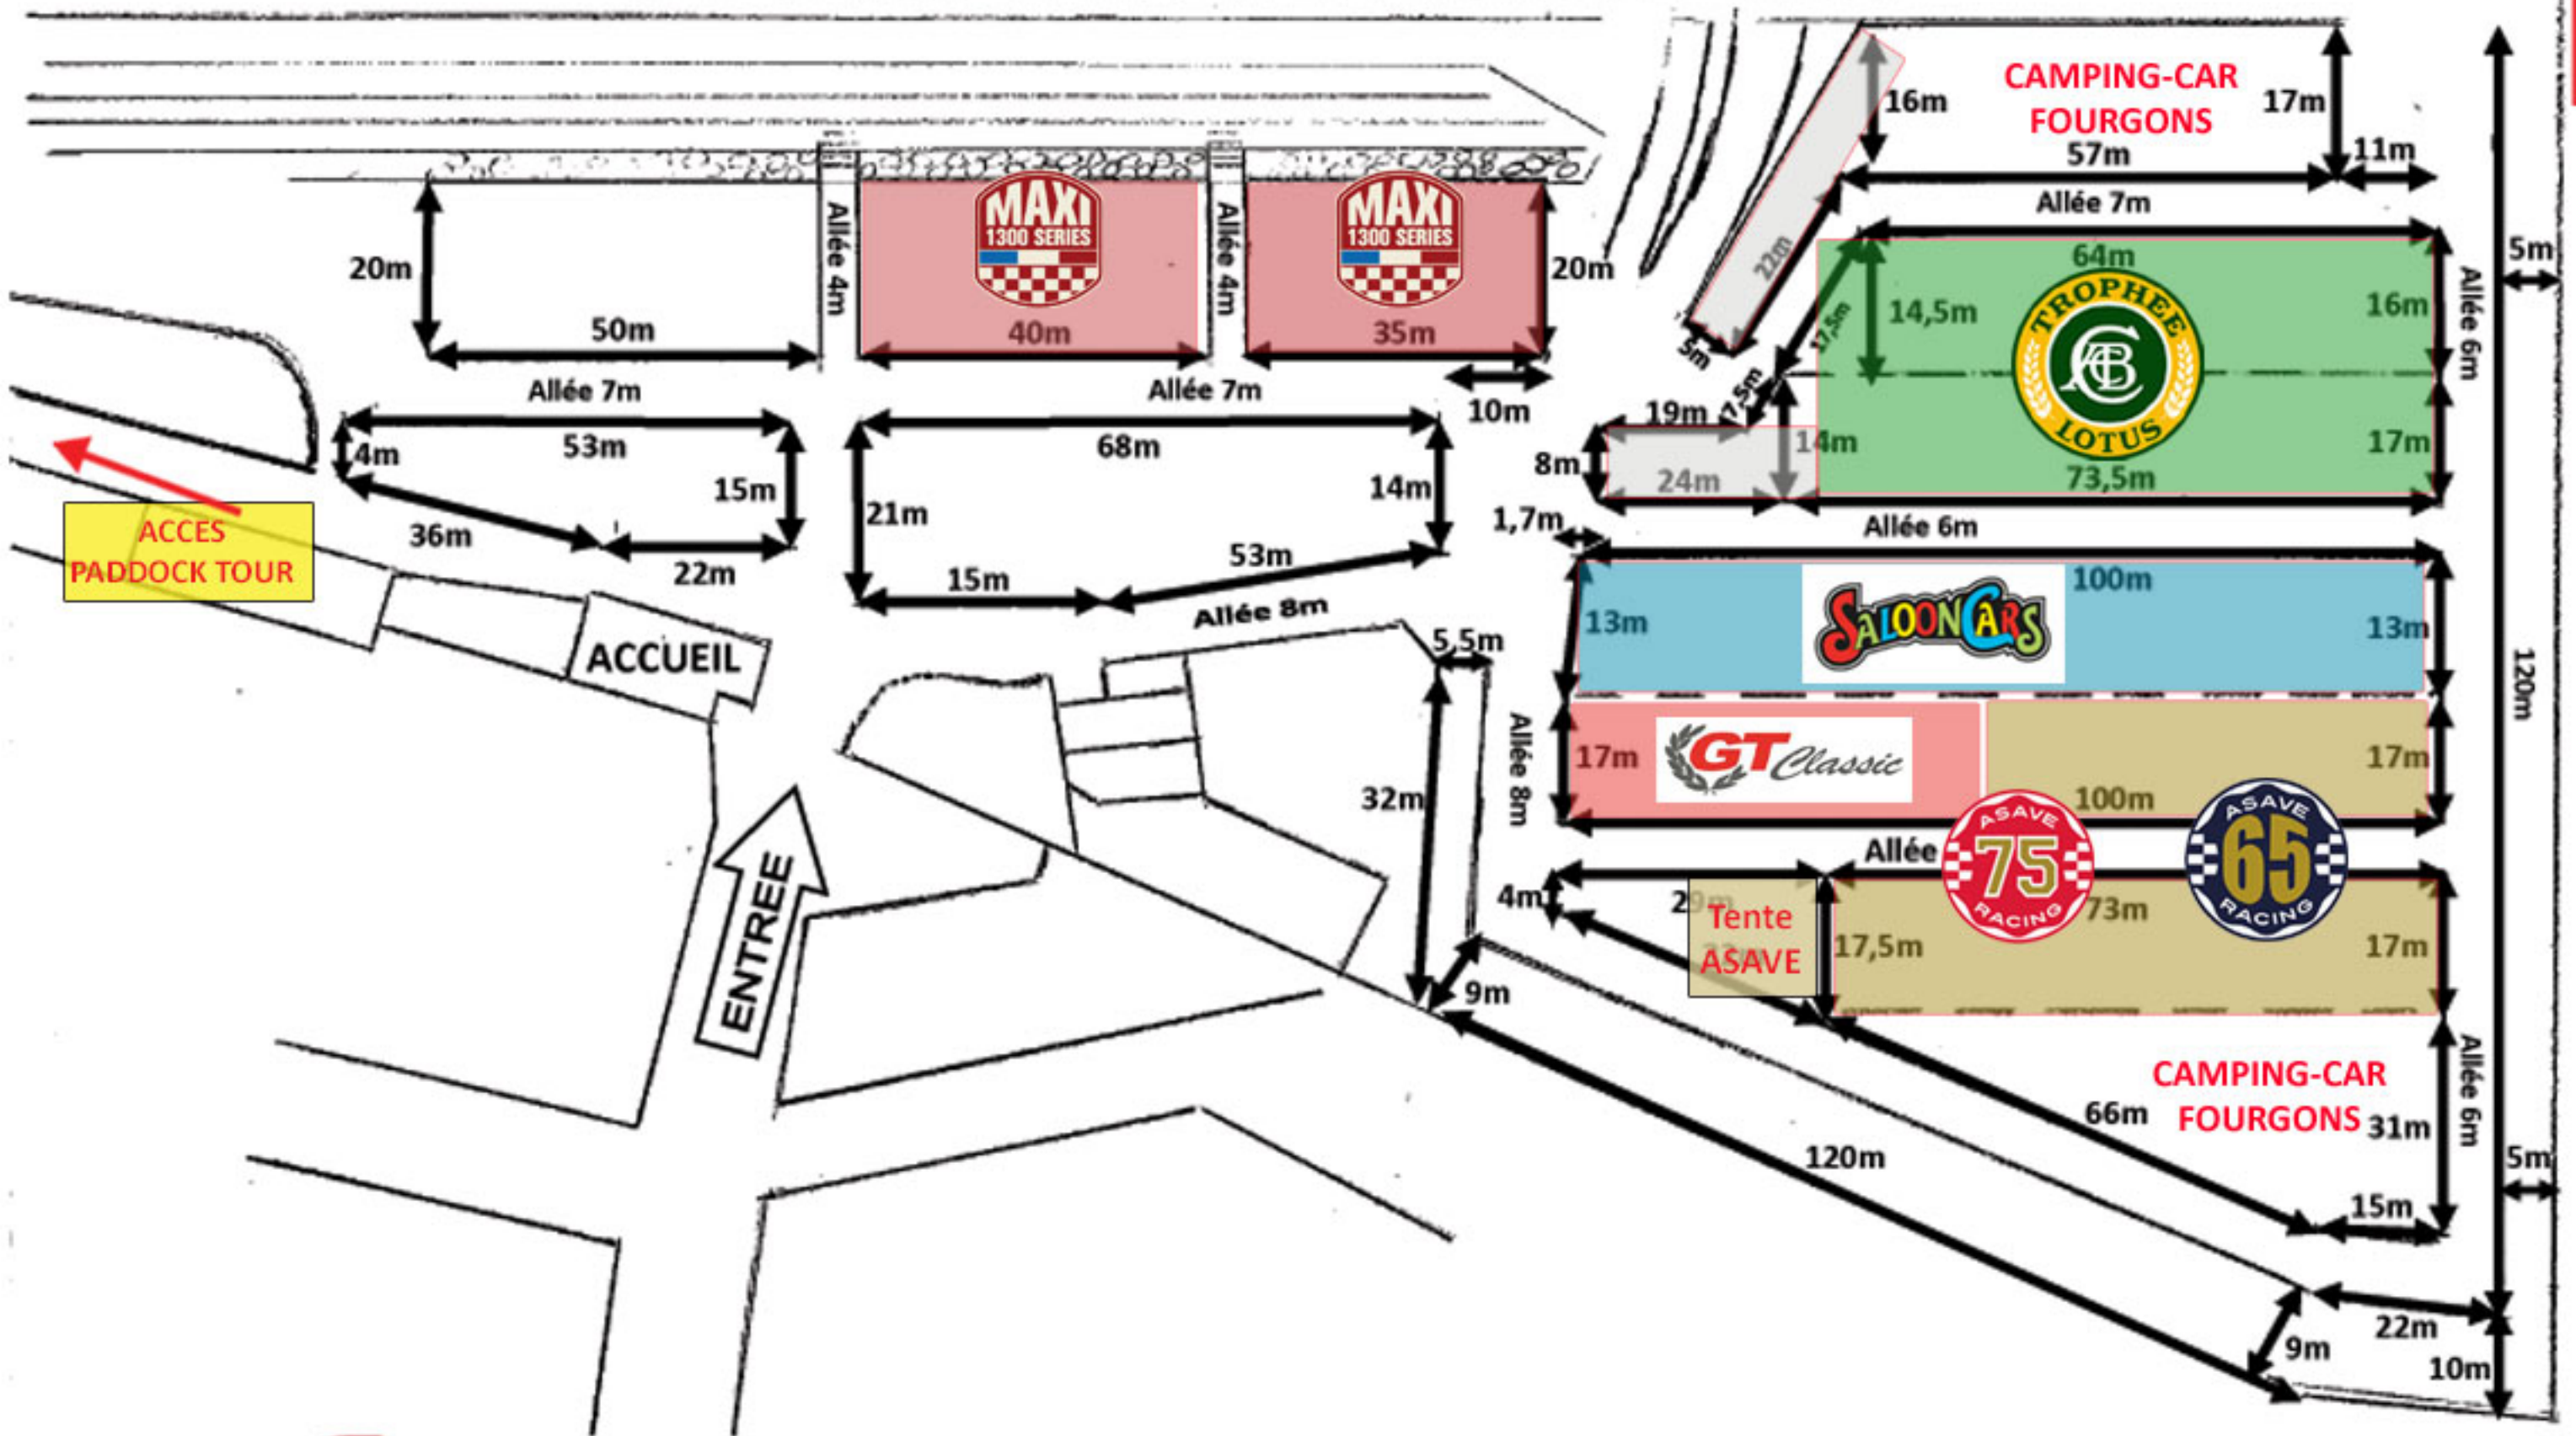 CAMPING-CAR
FOURGONS
16m
17m
57m
11m
Allée 7m
MAXI
1300 SERIES
MAXI
1300 SERIES
Allée 4m
Allée 4m
20m
50m
40m
35m
20m
22m
5m
17,5m
14,5m
64m
16m
Allée 6m
5m
TROPHEE
LOTUS
Allée 7m
Allée 7m
10m
19m
17,5m
14m
17m
8m
24m
73,5m
53m
4m
15m
36m
22m
68m
21m
14m
15m
53m
Allée 8m
ACCES
PADDOCK TOUR
1,7m
Allée 6m
100m
13m
SALOONCARS
13m
ACCUEIL
5,5m
120m
Allée 8m
17m
GT Classic
17m
100m
32m
Allée
ASAVE
75
RACING
ASAVE
65
RACING
4m
Tente
ASAVE
73m
17,5m
17m
ENTREE
9m
CAMPING-CAR
FOURGONS
66m
31m
Allée 6m
120m
5m
15m
22m
9m
10m